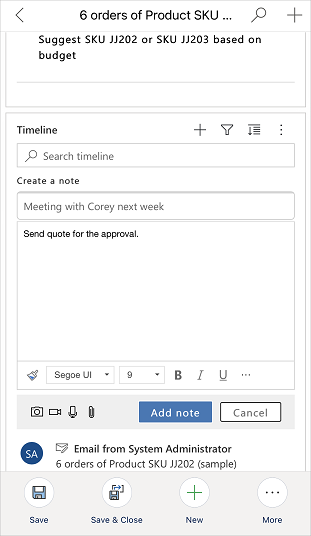 6 orders of Product SKU ...
Suggest SKU JJ202 or SKU JJ203 based on
budget
Timeline
Search timeline
Create a note
Meeting with Corey next week
Send quote for the approval.
Segoe UI 9 B I U ...
Add note Cancel
SA
Email from System Administrator
6 orders of Product SKU JJ202 (sample)
Save Save & Close New More